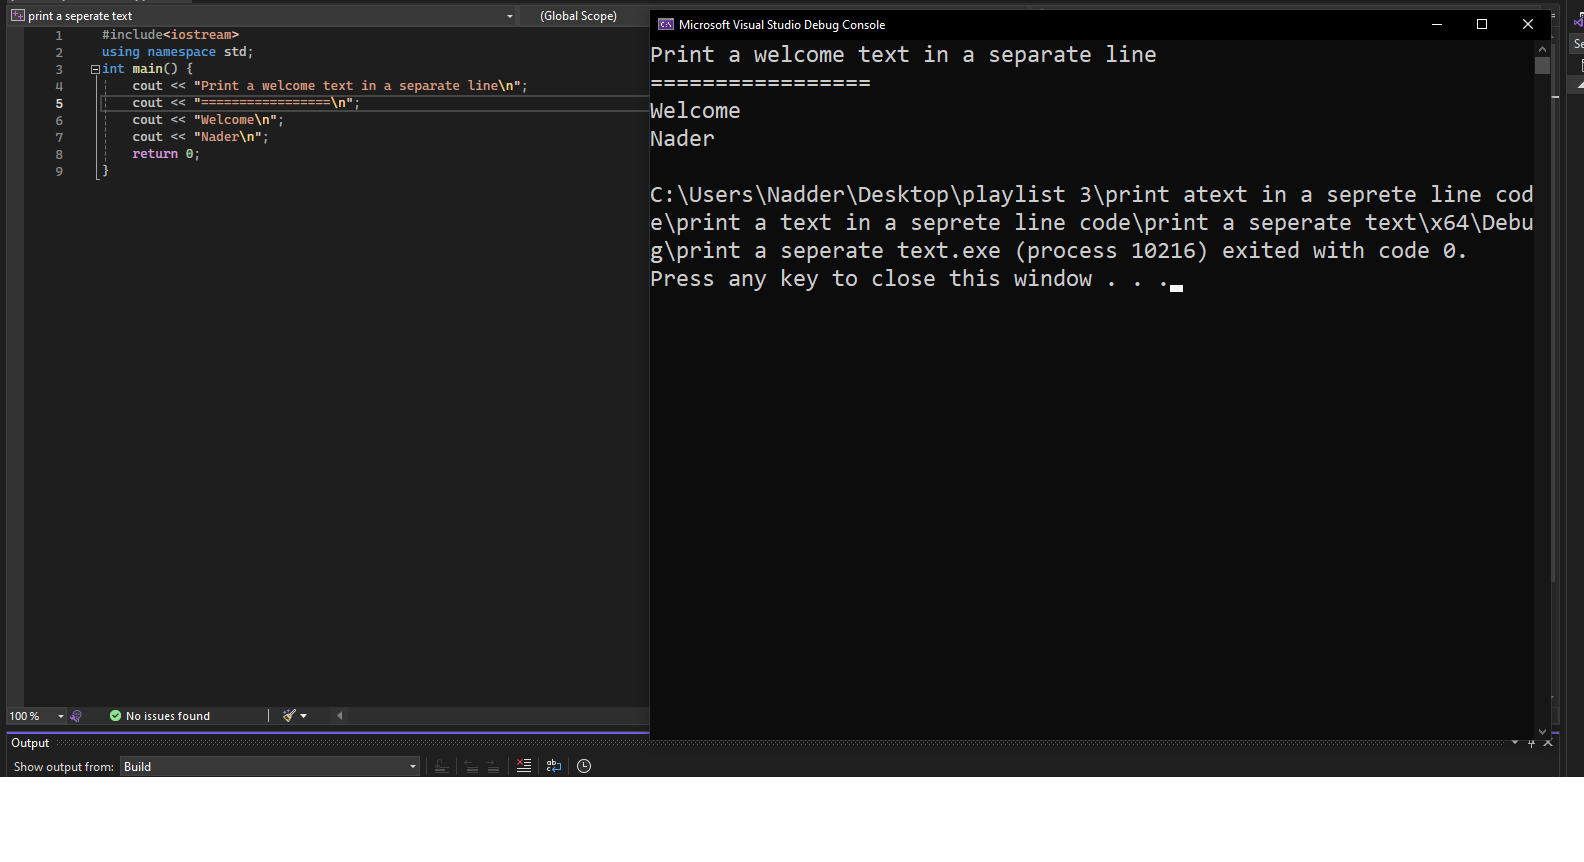 print a seperate text
(Global Scope)
1 #include<iostream>
2 using namespace std;
3 int main() {
4 cout << "Print a welcome text in a separate line\n";
5 cout << "=================\n";
6 cout << "Welcome\n";
7 cout << "Nader\n";
8 return 0;
9 }
100 %
No issues found
Output
Show output from: Build
Microsoft Visual Studio Debug Console
Print a welcome text in a separate line
=================
Welcome
Nader
C:\Users\Nadder\Desktop\playlist 3\print atext in a seprete line cod
e\print a text in a seprete line code\print a seperate text\x64\Debu
g\print a seperate text.exe (process 10216) exited with code 0.
Press any key to close this window . . .